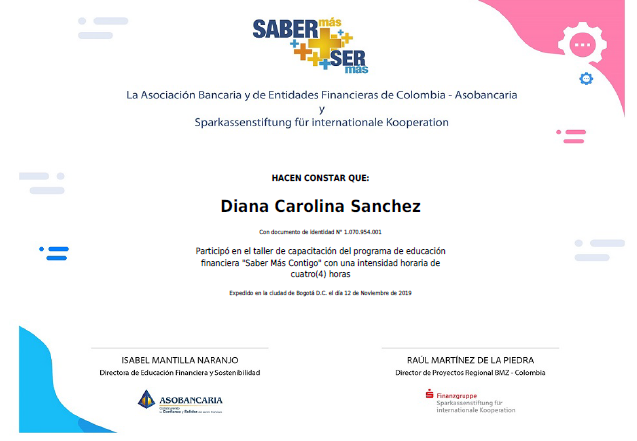 SABER más
SER más
La Asociación Bancaria y de Entidades Financieras de Colombia - Asobancaria
y
Sparkassenstiftung für internationale Kooperation
HACEN CONSTAR QUE:
Diana Carolina Sanchez
Con documento de identidad N° 1.070.954.001
Participó en el taller de capacitación del programa de educación
financiera "Saber Más Contigo" con una intensidad horaria de
cuatro(4) horas
Expedido en la ciudad de Bogotá D.C. el día 12 de Noviembre de 2019
ISABEL MANTILLA NARANJO
Directora de Educación Financiera y Sostenibilidad
RAÚL MARTÍNEZ DE LA PIEDRA
Director de Proyectos Regional BMZ - Colombia
ASOBANCARIA
Finanzgruppe
Sparkassenstiftung für
internationale Kooperation